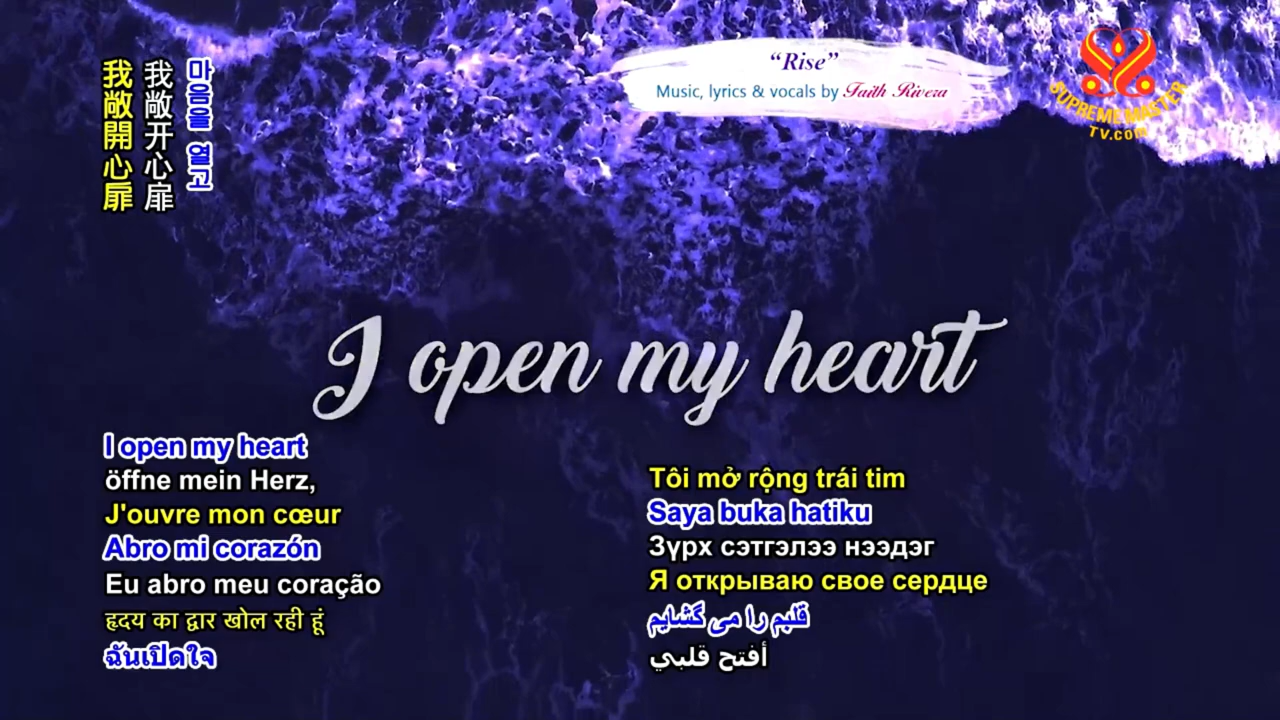 我敞開心扉
我敞开心扉
마음을 열고
“Rise”
Music, lyrics & vocals by Faith Rivera
SUPREME MASTER
TV.com
I open my heart
I open my heart
öffne mein Herz,
J'ouvre mon cœur
Abro mi corazón
Eu abro meu coração
हृदय का द्वार खोल रही हूं
ฉันเปิดใจ
Tôi mở rộng trái tim
Saya buka hatiku
Зүрх сэтгэлээ нээдэг
Я открываю свое сердце
قلبم را می گشایم
أفتح قلبي